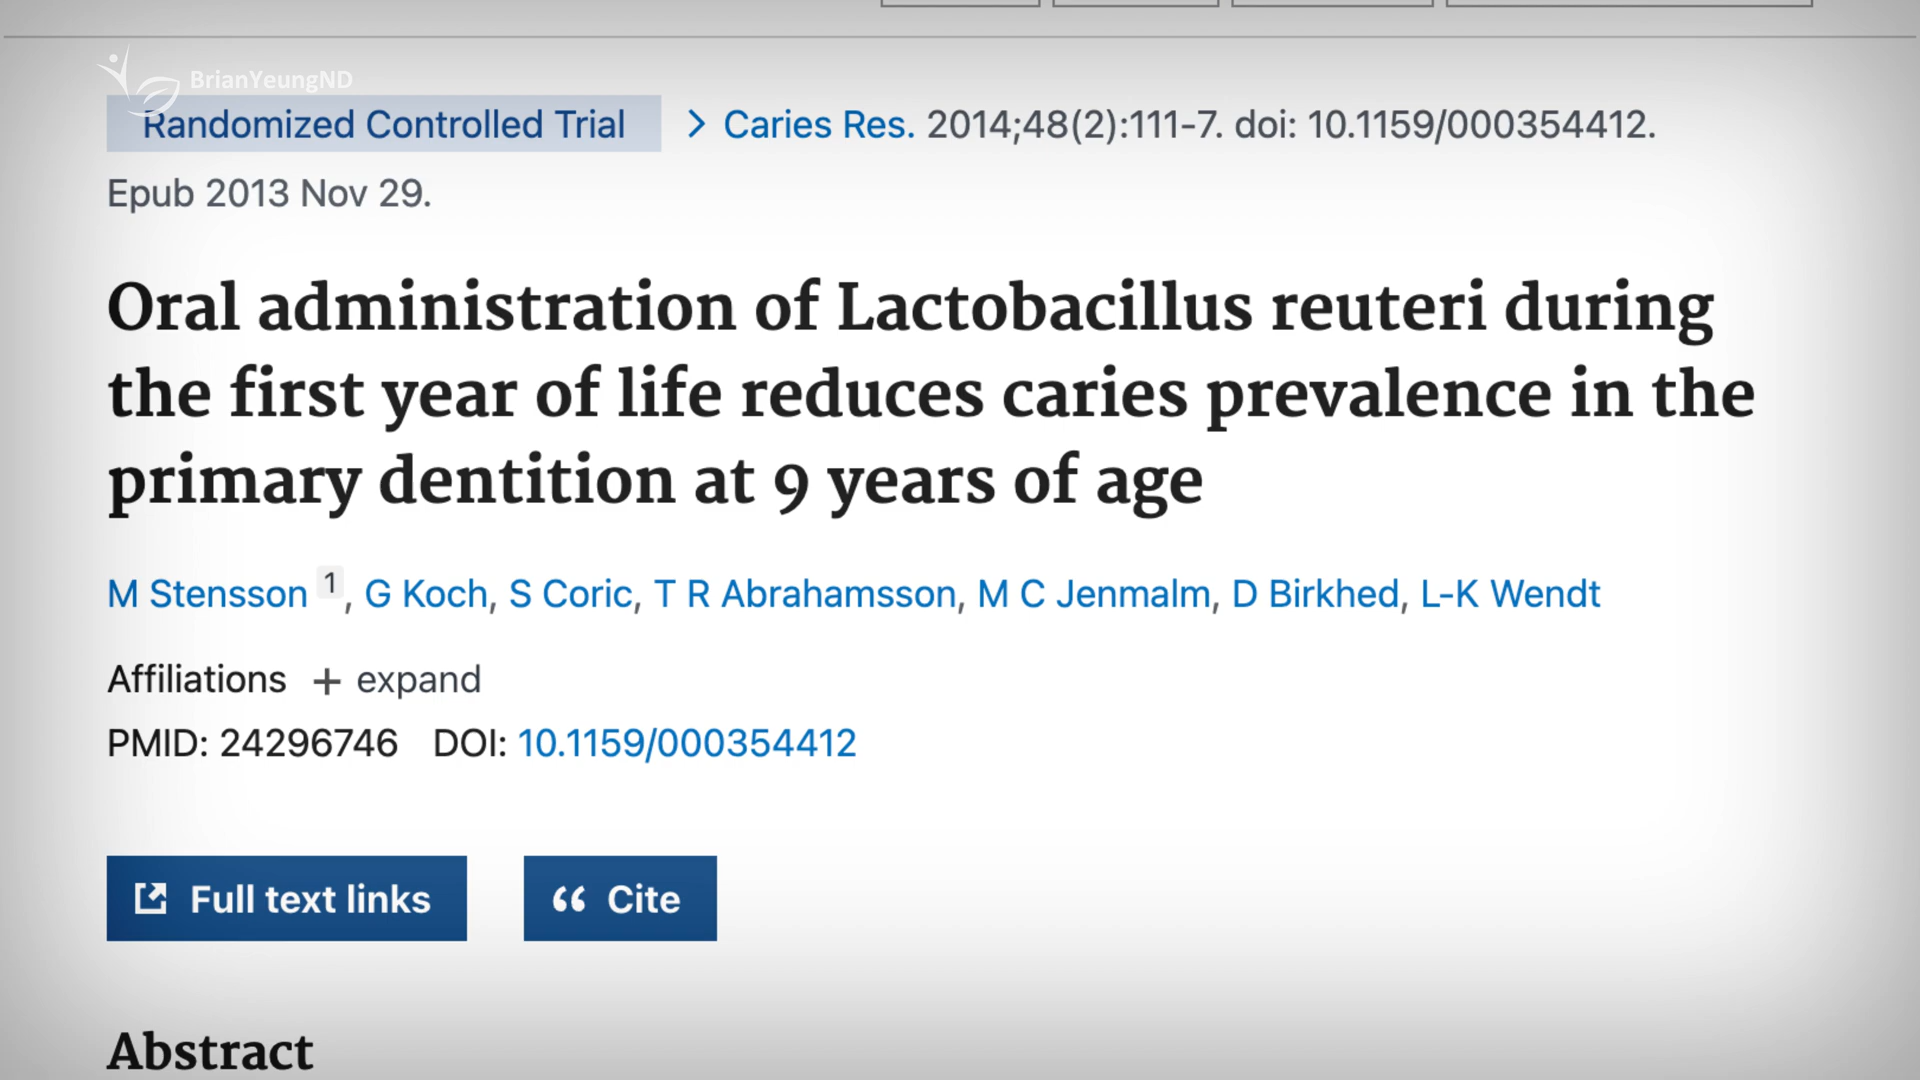 BrianYeungND
Randomized Controlled Trial > Caries Res. 2014;48(2):111-7. doi: 10.1159/000354412.
Epub 2013 Nov 29.
Oral administration of Lactobacillus reuteri during
the first year of life reduces caries prevalence in the
primary dentition at 9 years of age
M Stensson 1, G Koch, S Coric, T R Abrahamsson, M C Jenmalm, D Birkhed, L-K Wendt
Affiliations + expand
PMID: 24296746 DOI: 10.1159/000354412
Full text links “ Cite
Abstract